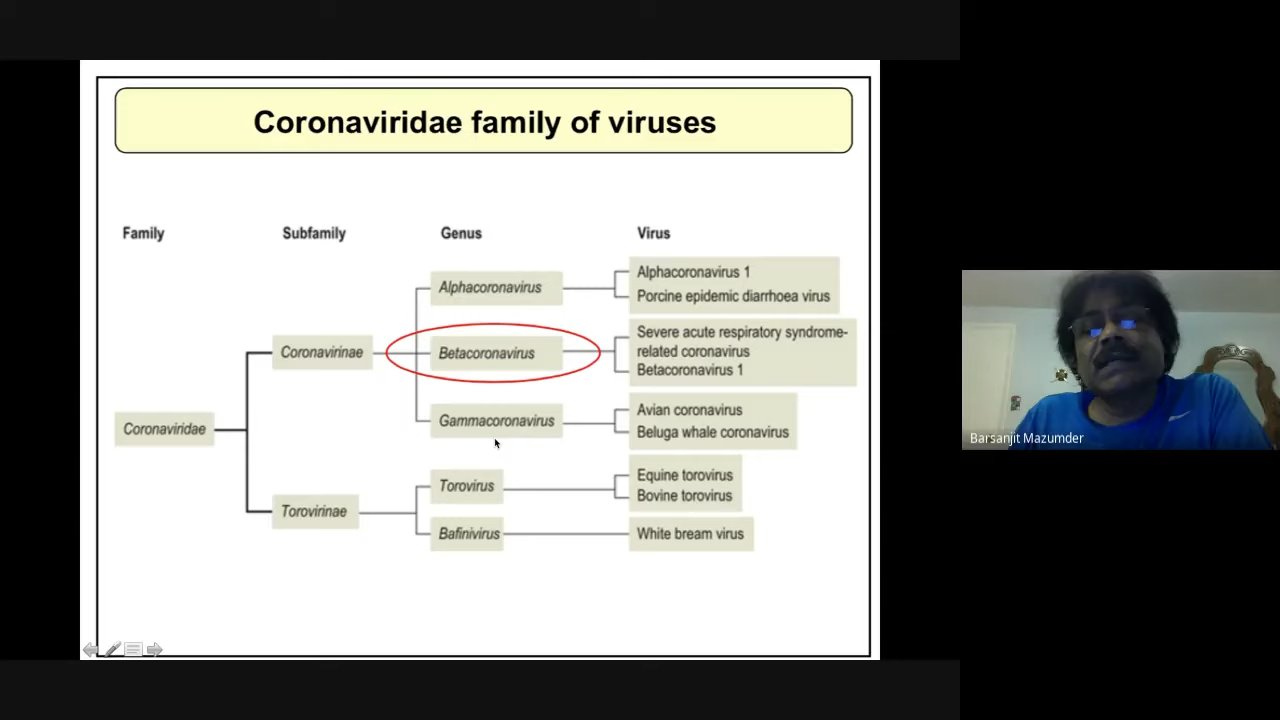 Coronaviridae family of viruses
Family
Subfamily
Genus
Virus
Alphacoronavirus
Alphacoronavirus 1
Porcine epidemic diarrhoea virus
Coronavirinae
Betacoronavirus
Severe acute respiratory syndrome-
related coronavirus
Betacoronavirus 1
Gammacoronavirus
Avian coronavirus
Beluga whale coronavirus
Coronaviridae
Torovirinae
Torovirus
Equine torovirus
Bovine torovirus
Bafinivirus
White bream virus
Barsanjit Mazumder